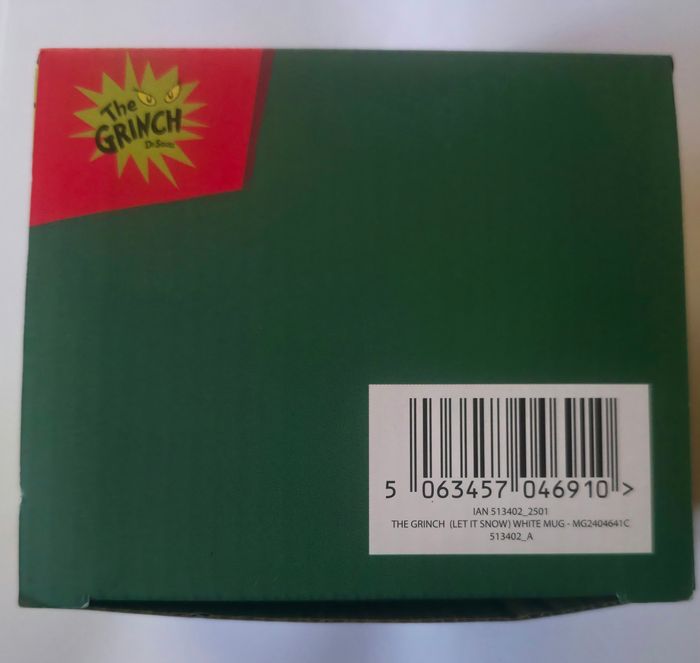 The
GRINCH
Dr. Seuss
5 063457 046910 >
IAN 513402_2501
THE GRINCH (LET IT SNOW) WHITE MUG - MG2404641C
513402_A